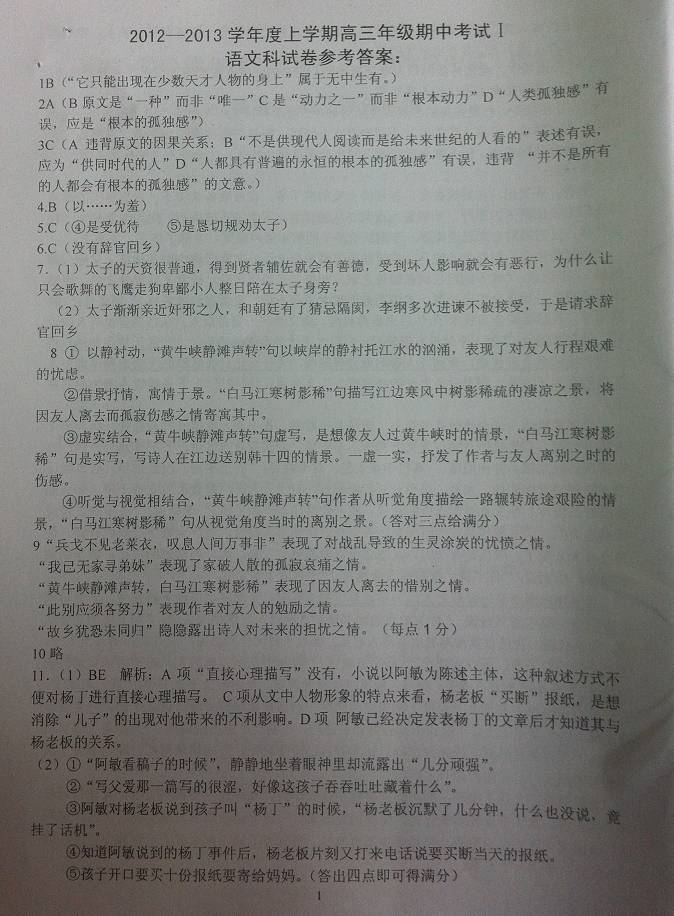 2012—2013 学年度上学期高三年级期中考试Ⅰ
语文科试卷参考答案：
1B（“它只能出现在少数天才人物的身上”属于无中生有。）
2A（B 原文是“一种”而非“唯一”C 是“动力之一”而非“根本动力”D“人类孤独感”有
误，应是“根本的孤独感”）
3C（A 违背原文的因果关系；B“不是供现代人阅读而是给未来世纪的人看的”表述有误，
应为“供同时代的人”D“人都具有普遍的永恒的根本的孤独感”有误，违背 “并不是所有
的人都会有根本的孤独感”的文意。）
4.B（以……为羞）
5.C（④是受优待 ⑤是恳切规劝太子）
6.C（没有辞官回乡）
7.（1）太子的天资很普通，得到贤者辅佐就会有善德，受到坏人影响就会有恶行，为什么让
只会歌舞的飞鹰走狗卑鄙小人整日陪在太子身旁？
（2）太子渐渐亲近奸邪之人，和朝廷有了猜忌隔阂，李纲多次进谏不被接受，于是请求辞
官回乡
8 ① 以静衬动，“黄牛峡静滩声转”句以峡岸的静衬托江水的汹涌，表现了对友人行程艰难
的忧虑。
②借景抒情，寓情于景。“白马江寒树影稀”句描写江边寒风中树影稀疏的凄凉之景，将
因友人离去而孤寂伤感之情寄寓其中。
③虚实结合，“黄牛峡静滩声转”句虚写，是想像友人过黄牛峡时的情景，“白马江寒树影
稀”句是实写，写诗人在江边送别韩十四的情景。一虚一实，抒发了作者与友人离别之时的
伤感。
④听觉与视觉相结合，“黄牛峡静滩声转”句作者从听觉角度描绘一路辗转旅途艰险的情
景，“白马江寒树影稀”句从视觉角度当时的离别之景。（答对三点给满分）
9“兵戈不见老莱衣，叹息人间万事非”表现了对战乱导致的生灵涂炭的忧愤之情。
“我已无家寻弟妹”表现了家破人散的孤寂哀痛之情。
“黄牛峡静滩声转，白马江寒树影稀”表现了因友人离去的惜别之情。
“此别应须各努力”表现作者对友人的勉励之情。
“故乡犹恐未同归”隐隐露出诗人对未来的担忧之情。（每点 1 分）
10 略
11.（1）BE 解析：A 项“直接心理描写”没有，小说以阿敏为陈述主体，这种叙述方式不
便对杨丁进行直接心理描写。 C 项从文中人物形象的特点来看，杨老板“买断”报纸，是想
消除“儿子”的出现对他带来的不利影响。D 项 阿敏已经决定发表杨丁的文章后才知道其与
杨老板的关系。
（2）①“阿敏看稿子的时候”，静静地坐着眼神里却流露出“几分顽强”。
②“写父爱那一篇写的很涩，好像这孩子吞吞吐吐藏着什么”。
③阿敏对杨老板说到孩子叫“杨丁”的时候，“杨老板沉默了几分钟，什么也没说，竟
挂了话机”。
④知道阿敏说到的杨丁事件后，杨老板片刻又打来电话说要买断当天的报纸。
⑤孩子开口要买十份报纸要寄给妈妈。（答出四点即可得满分）
1